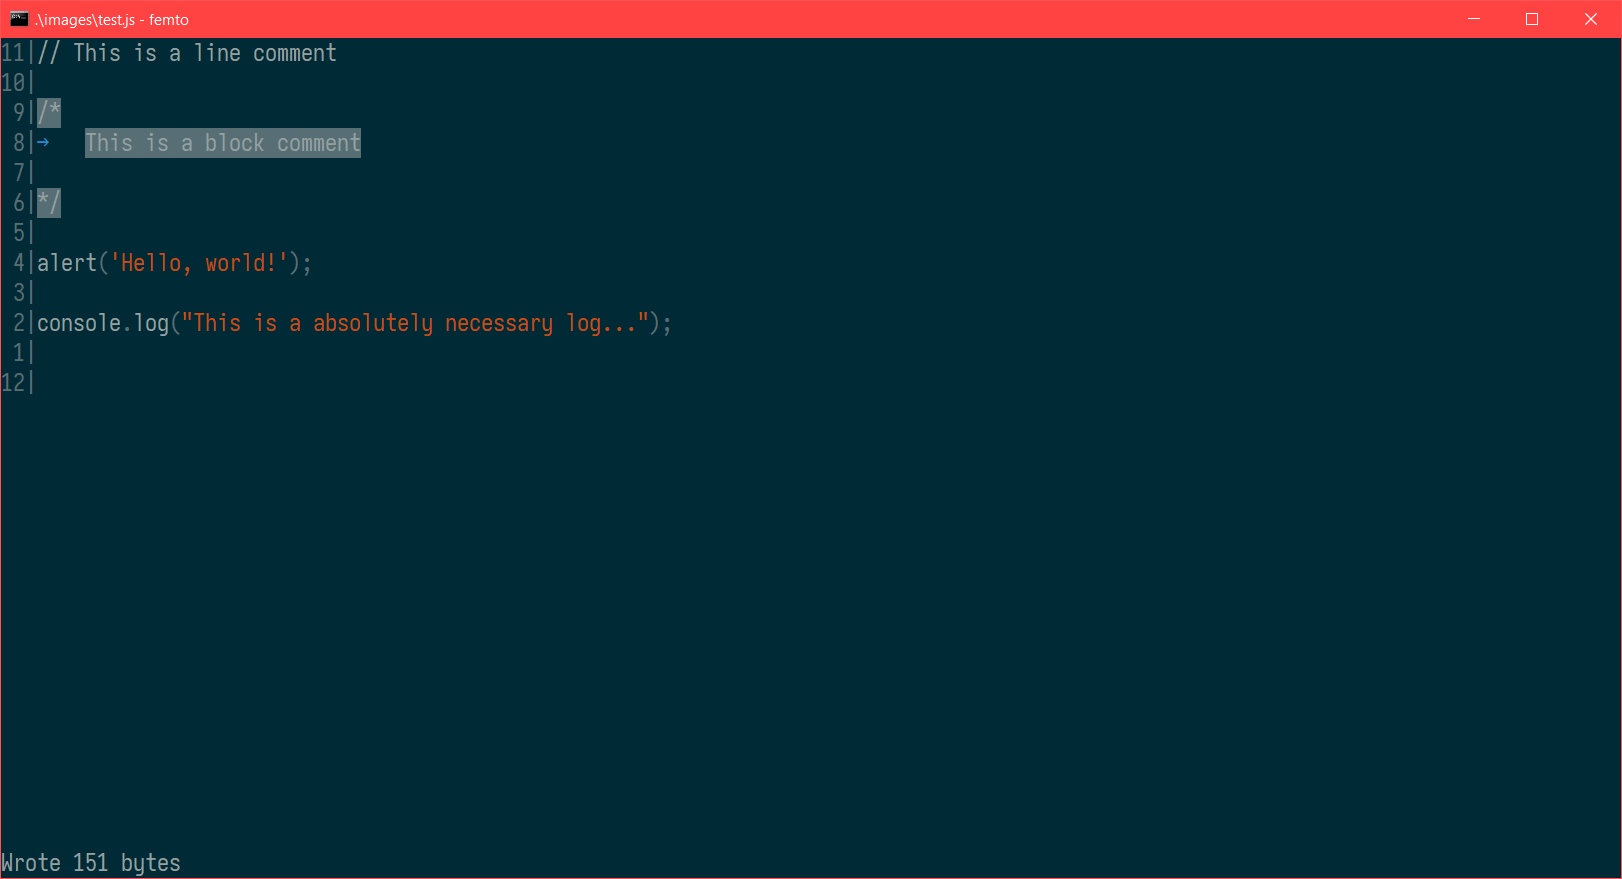 .\images\test.js - femto
11|// This is a line comment
10|
 9|/*
 8|→   This is a block comment
 7|
 6|*/
 5|
 4|alert('Hello, world!');
 3|
 2|console.log("This is a absolutely necessary log...");
 1|
12|
Wrote 151 bytes